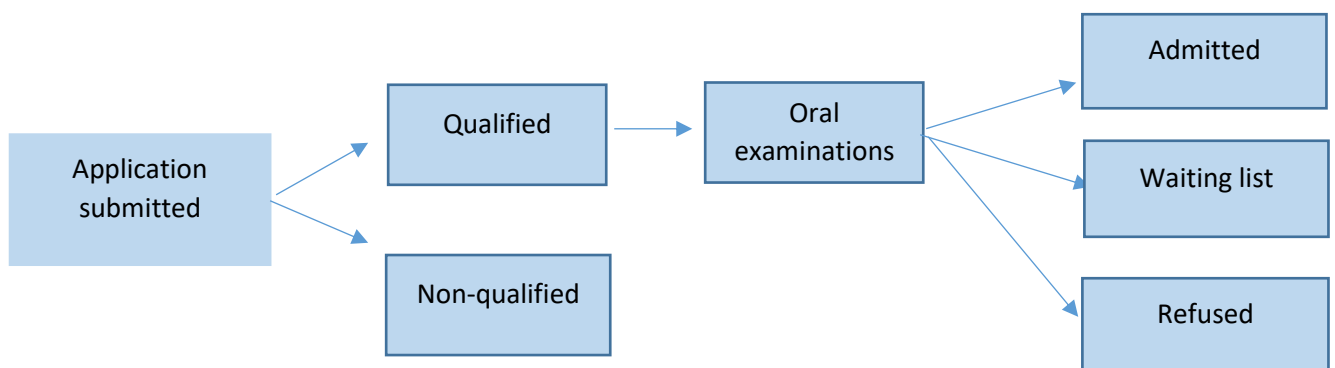 Application
submitted
Qualified
Non-qualified
Oral
examinations
Admitted
Waiting list
Refused